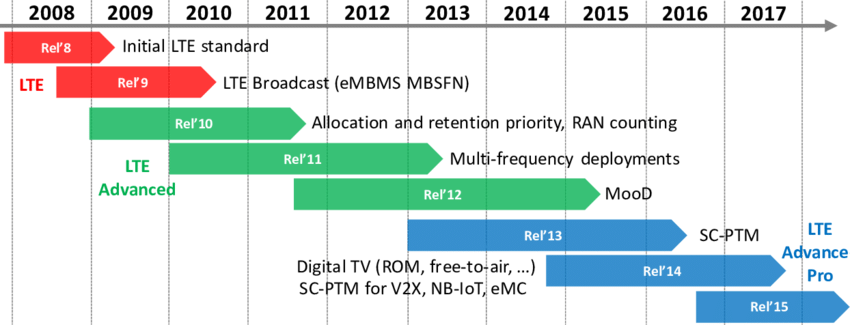 2008 2009 2010 2011 2012 2013 2014 2015 2016 2017
Rel'8 Initial LTE standard
LTE Rel'9 LTE Broadcast (eMBMS MBSFN)
Rel'10 Allocation and retention priority, RAN counting
Rel'11 Multi-frequency deployments
LTE
Advanced
Rel'12 MooD
Rel'13 SC-PTM
LTE
Advance
Pro
Digital TV (ROM, free-to-air, ...)
SC-PTM for V2X, NB-IoT, eMC
Rel'14
Rel'15